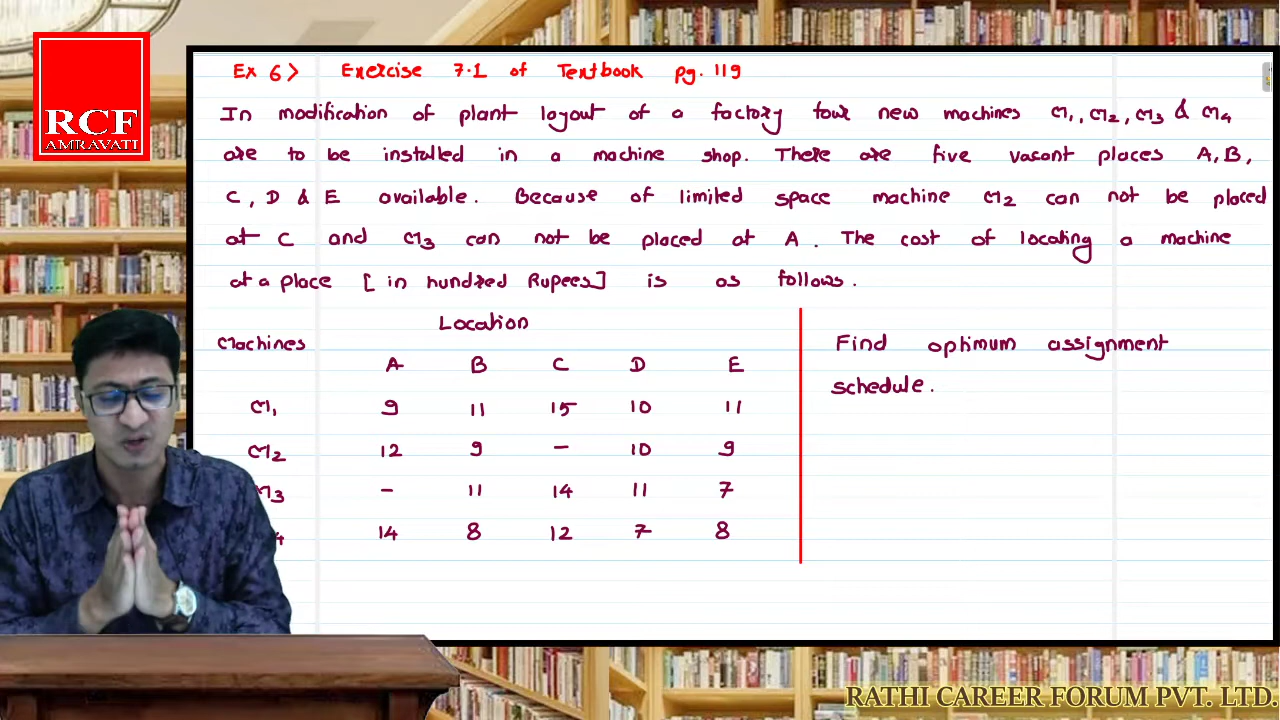 RCF
AMRAVATI
Ex 6> Exercise 7.1 of Textbook pg. 119
In modification of plant layout of a factory four new machines M1, M2, M3 & M4
are to be installed in a machine shop. There are five vacant places A, B,
C, D & E available. Because of limited space machine M2 can not be placed
at C and M3 can not be placed at A. The cost of locating a machine
at a place [in hundred Rupees] is as follows.
Machines Location
A B C D E
M1 9 11 15 10 11
M2 12 9 - 10 9
M3 - 11 14 11 7
4 14 8 12 7 8
Find optimum assignment
schedule.
RATHI CAREER FORUM PVT. LTD.